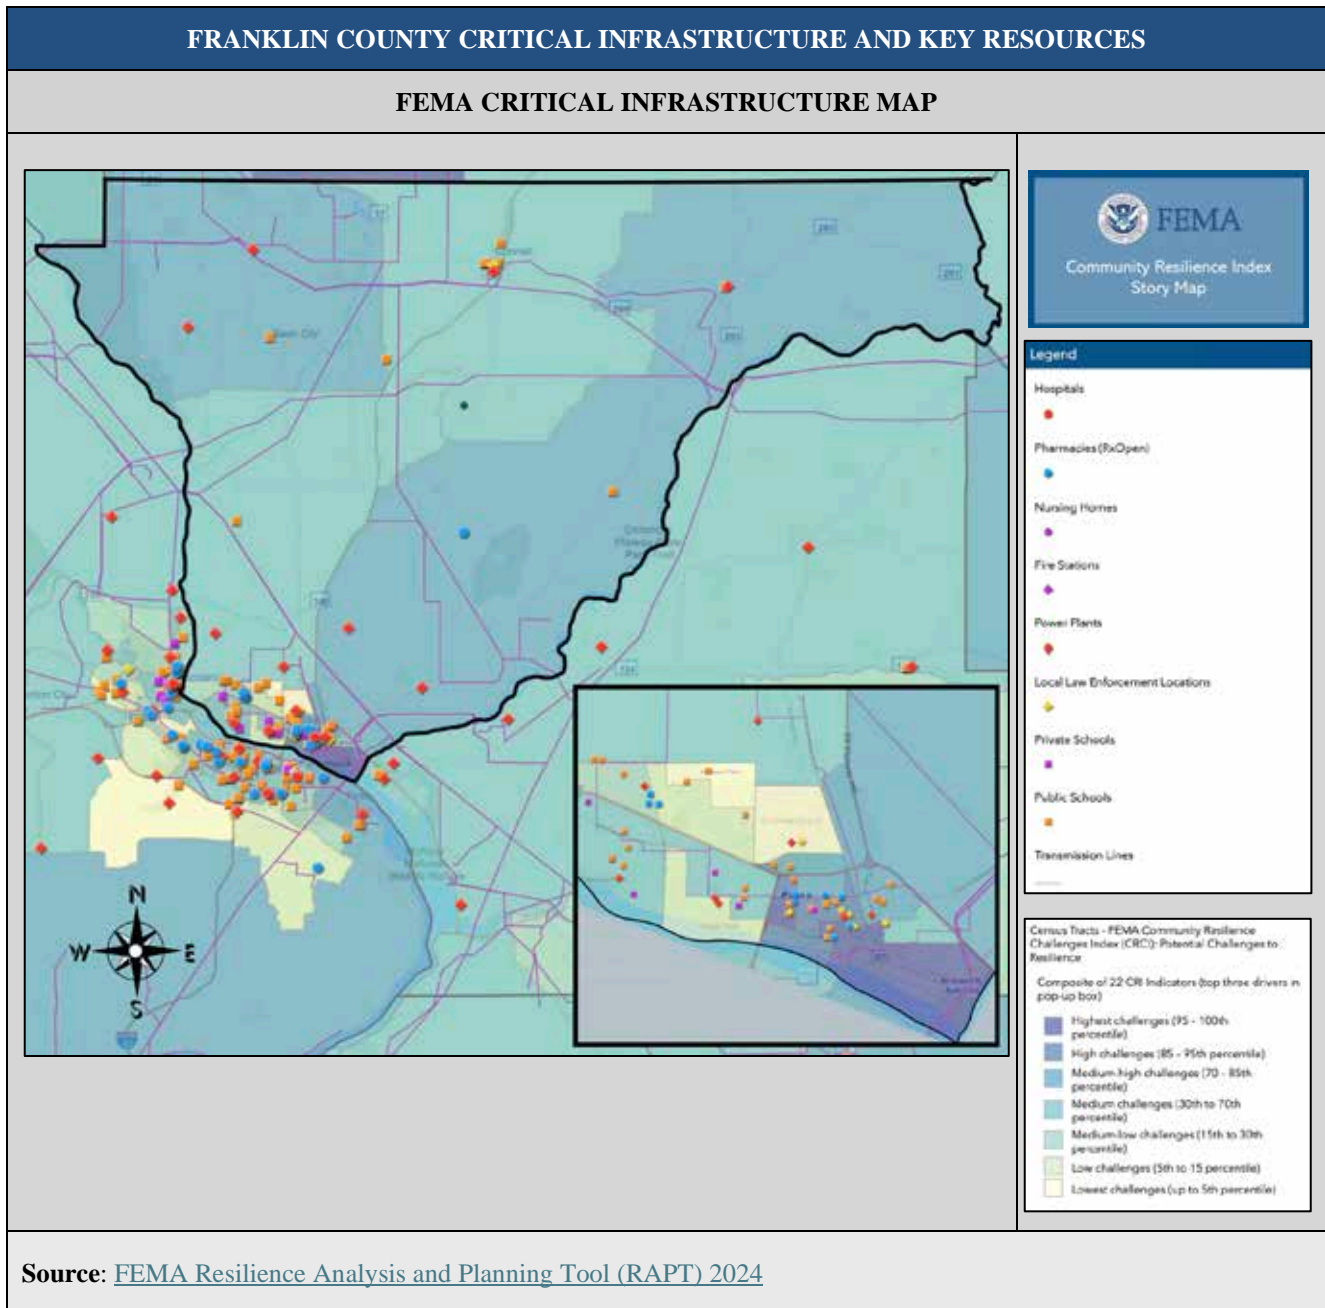 FRANKLIN COUNTY CRITICAL INFRASTRUCTURE AND KEY RESOURCES
FEMA CRITICAL INFRASTRUCTURE MAP
FEMA
Community Resilience Index
Story Map
Legend
Hospitals
Pharmacies (RxOpen)
Nursing Homes
Fire Stations
Power Plants
Local Law Enforcement Locations
Private Schools
Public Schools
Transmission Lines
Census Tracts - FEMA Community Resilience
Challenges Index (CRCI): Potential Challenges to
Resilience
Composite of 22 CRI Indicators (top three drivers in
pop-up box)
Highest challenges (95 - 100th
percentile)
High challenges (85 - 95th percentile)
Medium-high challenges (70 - 85th
percentile)
Medium challenges (30th to 70th
percentile)
Medium-low challenges (15th to 30th
percentile)
Low challenges (5th to 15 percentile)
Lowest challenges (up to 5th percentile)
N
W
E
S
Source: FEMA Resilience Analysis and Planning Tool (RAPT) 2024